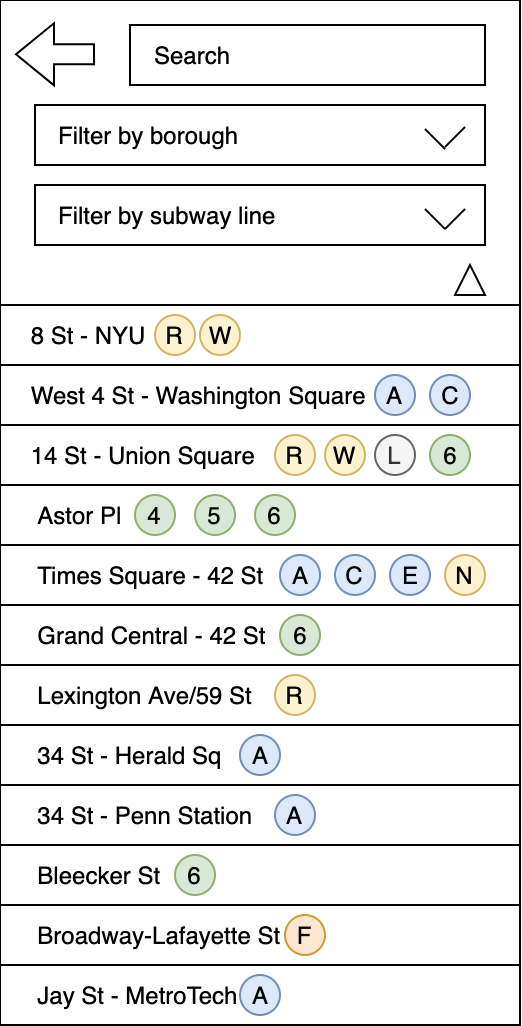 Search
Filter by borough
Filter by subway line
8 St - NYU R W
West 4 St - Washington Square A C
14 St - Union Square R W L 6
Astor Pl 4 5 6
Times Square - 42 St A C E N
Grand Central - 42 St 6
Lexington Ave/59 St R
34 St - Herald Sq A
34 St - Penn Station A
Bleecker St 6
Broadway-Lafayette St F
Jay St - MetroTech A